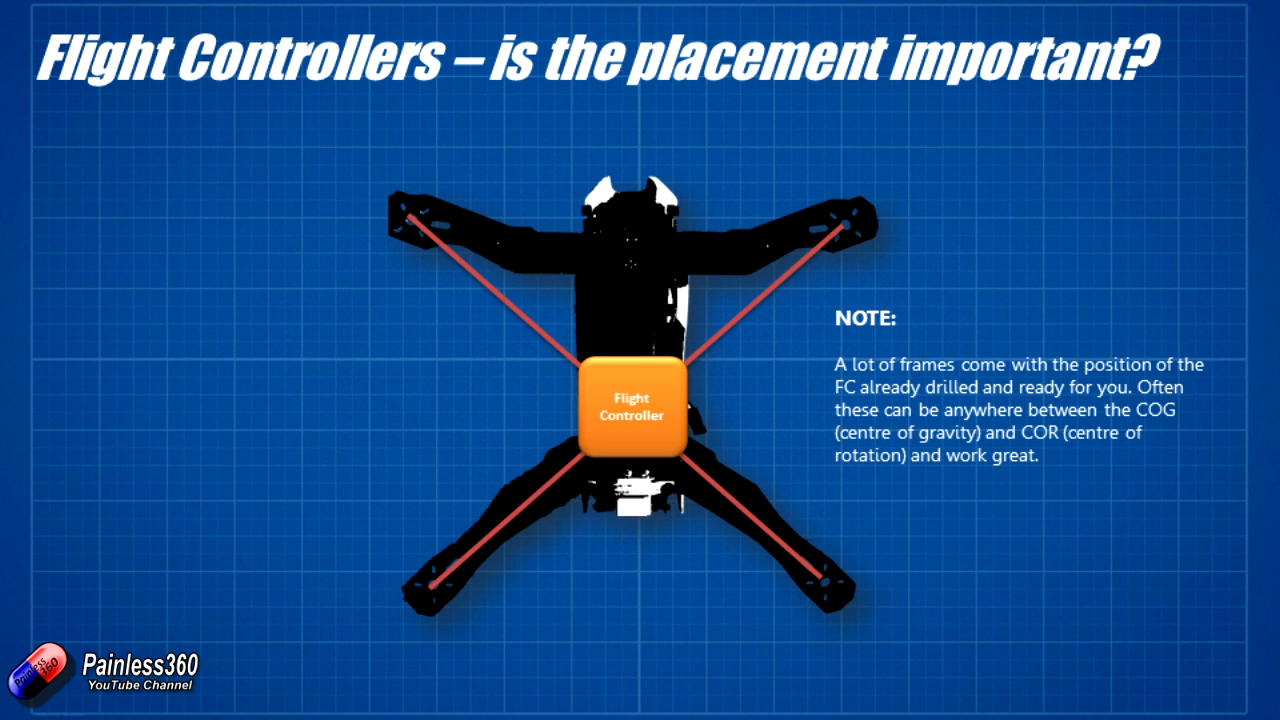 Flight Controllers – is the placement important?
NOTE:
A lot of frames come with the position of the
FC already drilled and ready for you. Often
these can be anywhere between the COG
(centre of gravity) and COR (centre of
rotation) and work great.
Flight
Controller
Painless
360
Painless360
YouTube Channel